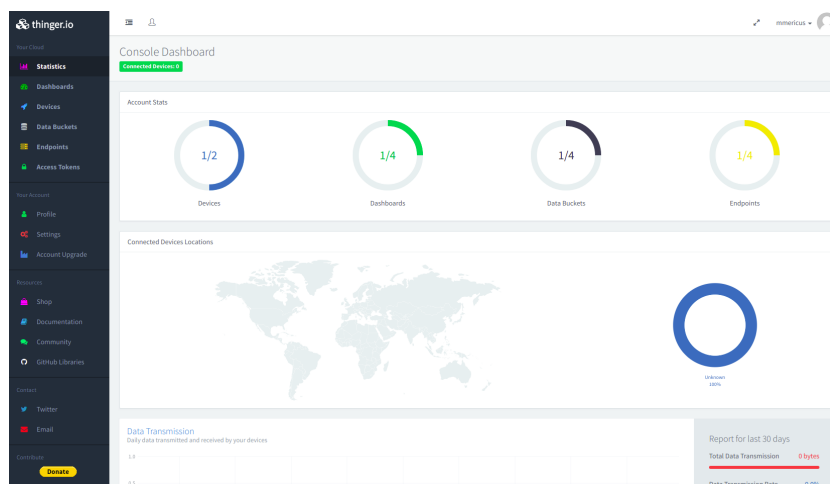 thinger.io
mmericus
Your Cloud
Statistics
Dashboards
Devices
Data Buckets
Endpoints
Access Tokens
Your Account
Profile
Settings
Account Upgrade
Resources
Shop
Documentation
Community
GitHub Libraries
Contact
Twitter
Email
Contribute
Donate
Console Dashboard
Connected Devices: 0
Account Stats
1/2
1/4
1/4
1/4
Devices
Dashboards
Data Buckets
Endpoints
Connected Devices Locations
Unknown
100%
Data Transmission
Daily data transmitted and received by your devices
1.0
Report for last 30 days
Total Data Transmission 0 bytes
Data Transmission Rate